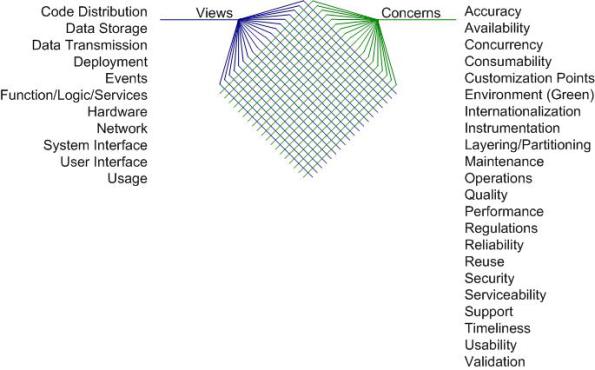 Code Distribution
Data Storage
Data Transmission
Deployment
Events
Function/Logic/Services
Hardware
Network
System Interface
User Interface
Usage
Views
Concerns
Accuracy
Availability
Concurrency
Consumability
Customization Points
Environment (Green)
Internationalization
Instrumentation
Layering/Partitioning
Maintenance
Operations
Quality
Performance
Regulations
Reliability
Reuse
Security
Serviceability
Support
Timeliness
Usability
Validation